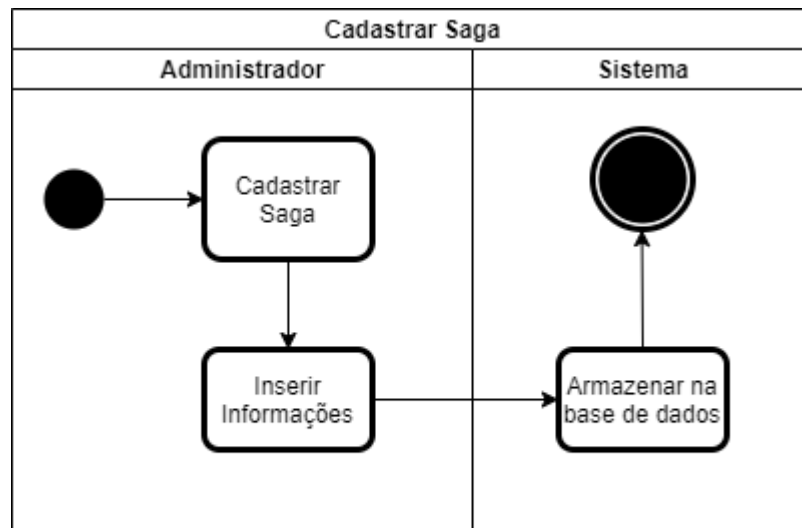 Cadastrar Saga
Administrador
Sistema
Cadastrar
Saga
Inserir
Informações
Armazenar na
base de dados